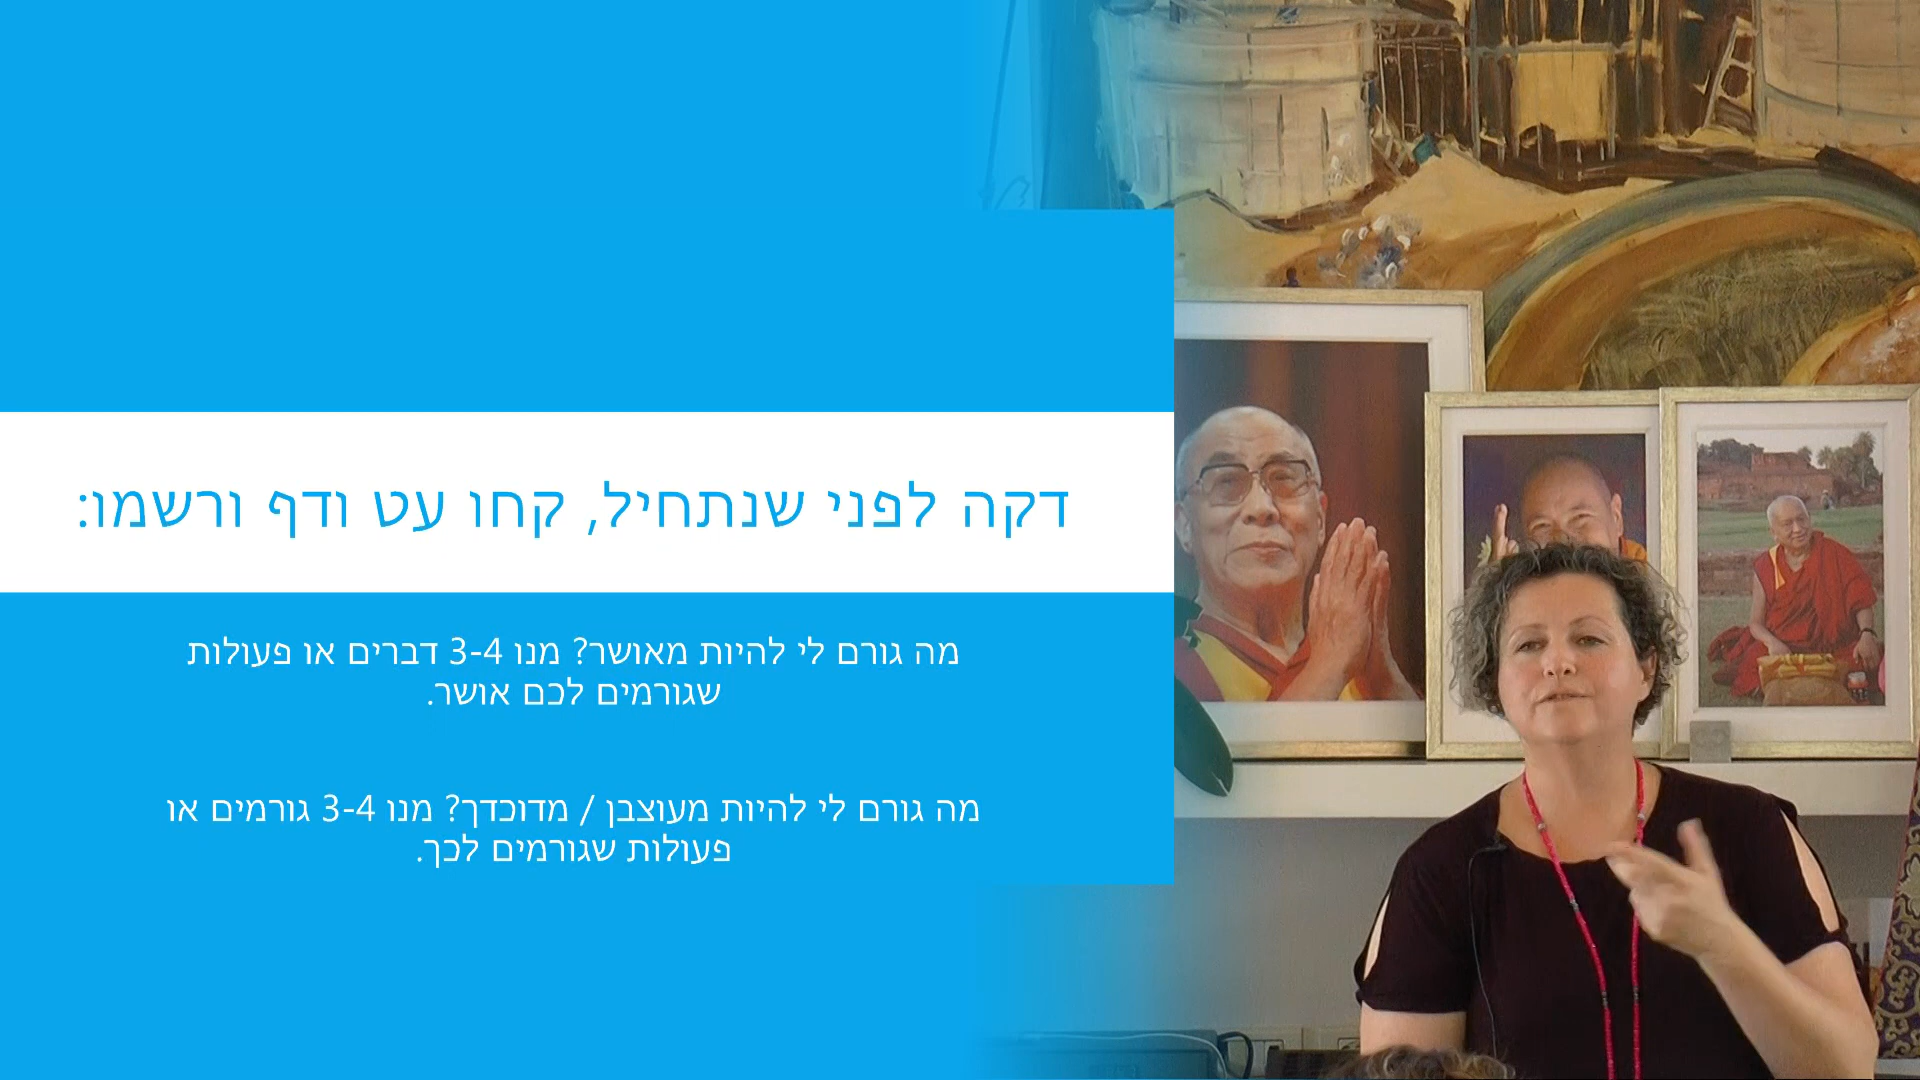 דקה לפני שנתחיל, קחו עט ודף ורשמו:
מה גורם לי להיות מאושר? מנו 3-4 דברים או פעולות
שגורמים לכם אושר.
מה גורם לי להיות מעוצבן / מדוכדך? מנו 3-4 גורמים או
פעולות שגורמים לכך.